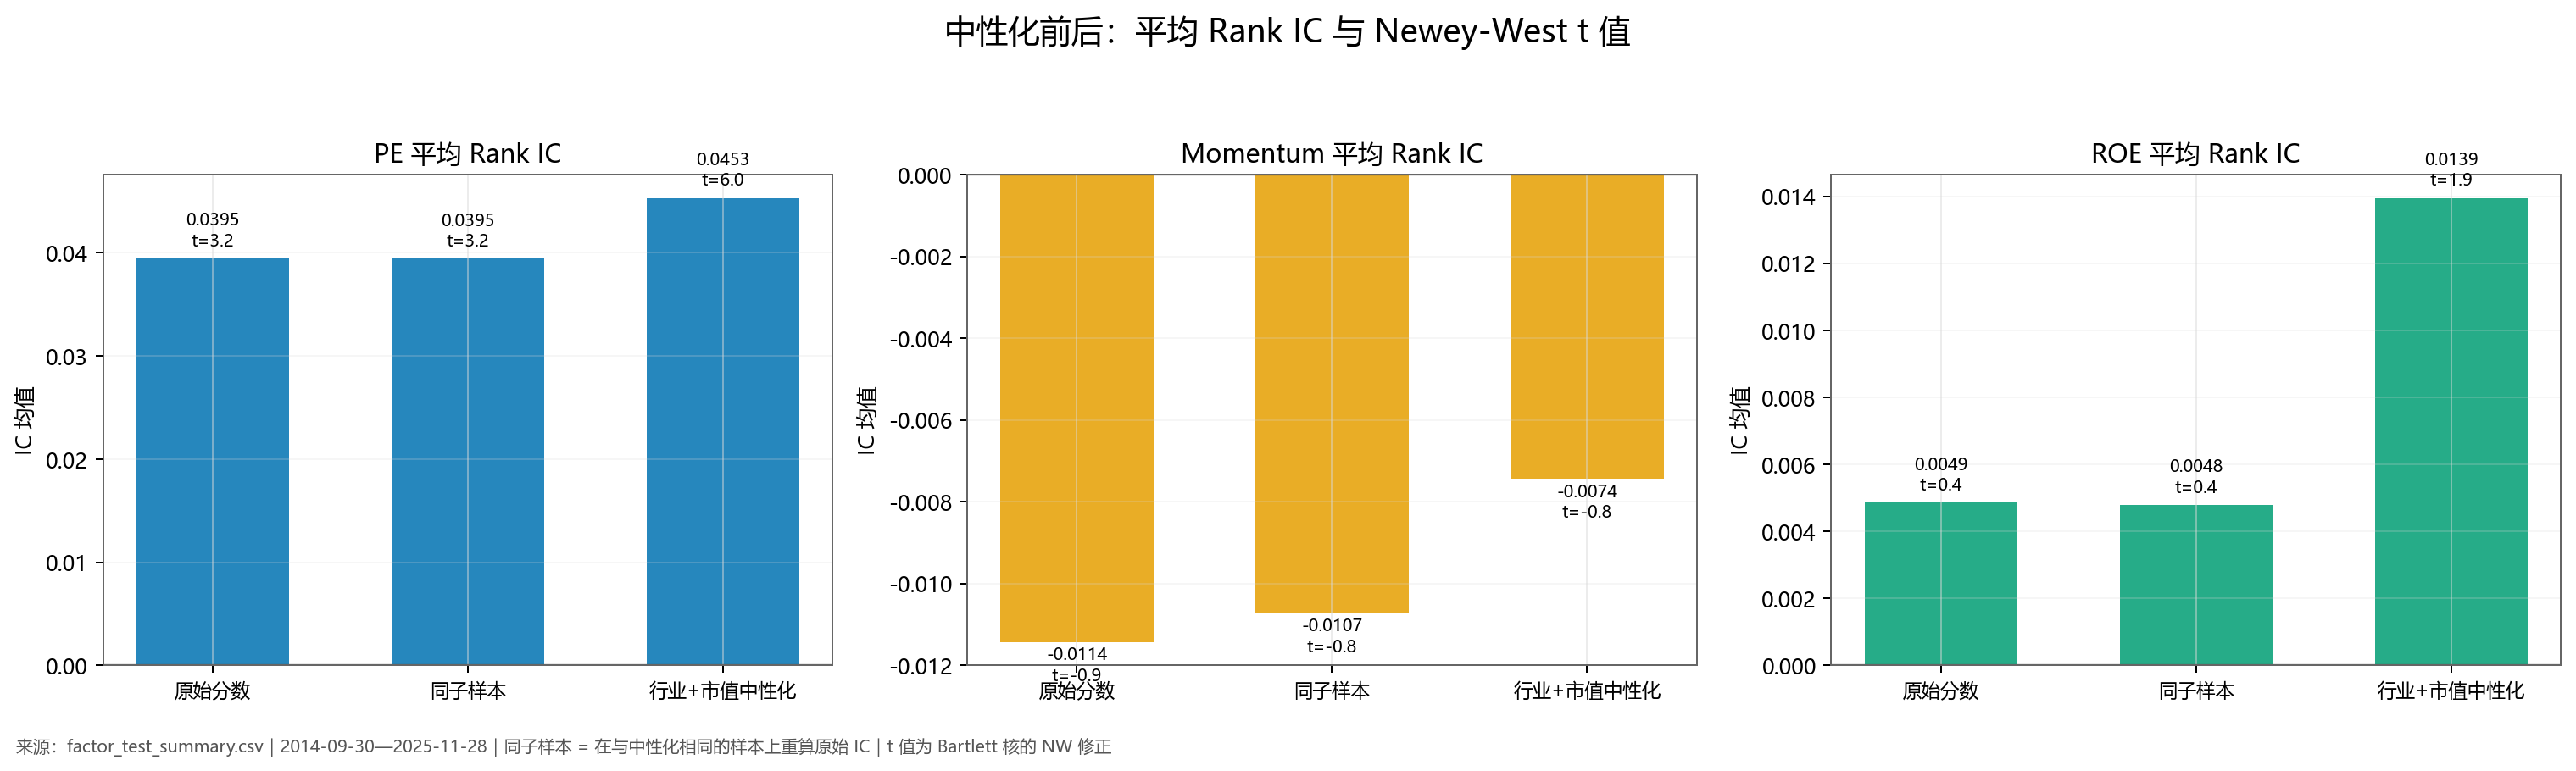 中性化前后：平均 Rank IC 与 Newey-West t 值
PE 平均 Rank IC
IC 均值
0.04
0.03
0.02
0.01
0.00
0.0395
t=3.2
0.0395
t=3.2
0.0453
t=6.0
原始分数
同子样本
行业+市值中性化
Momentum 平均 Rank IC
IC 均值
0.000
-0.002
-0.004
-0.006
-0.008
-0.010
-0.012
-0.0114
t=-0.9
-0.0107
t=-0.8
-0.0074
t=-0.8
原始分数
同子样本
行业+市值中性化
ROE 平均 Rank IC
IC 均值
0.014
0.012
0.010
0.008
0.006
0.004
0.002
0.000
0.0049
t=0.4
0.0048
t=0.4
0.0139
t=1.9
原始分数
同子样本
行业+市值中性化
来源：factor_test_summary.csv | 2014-09-30—2025-11-28 | 同子样本 = 在与中性化相同的样本上重算原始 IC | t 值为 Bartlett 核的 NW 修正